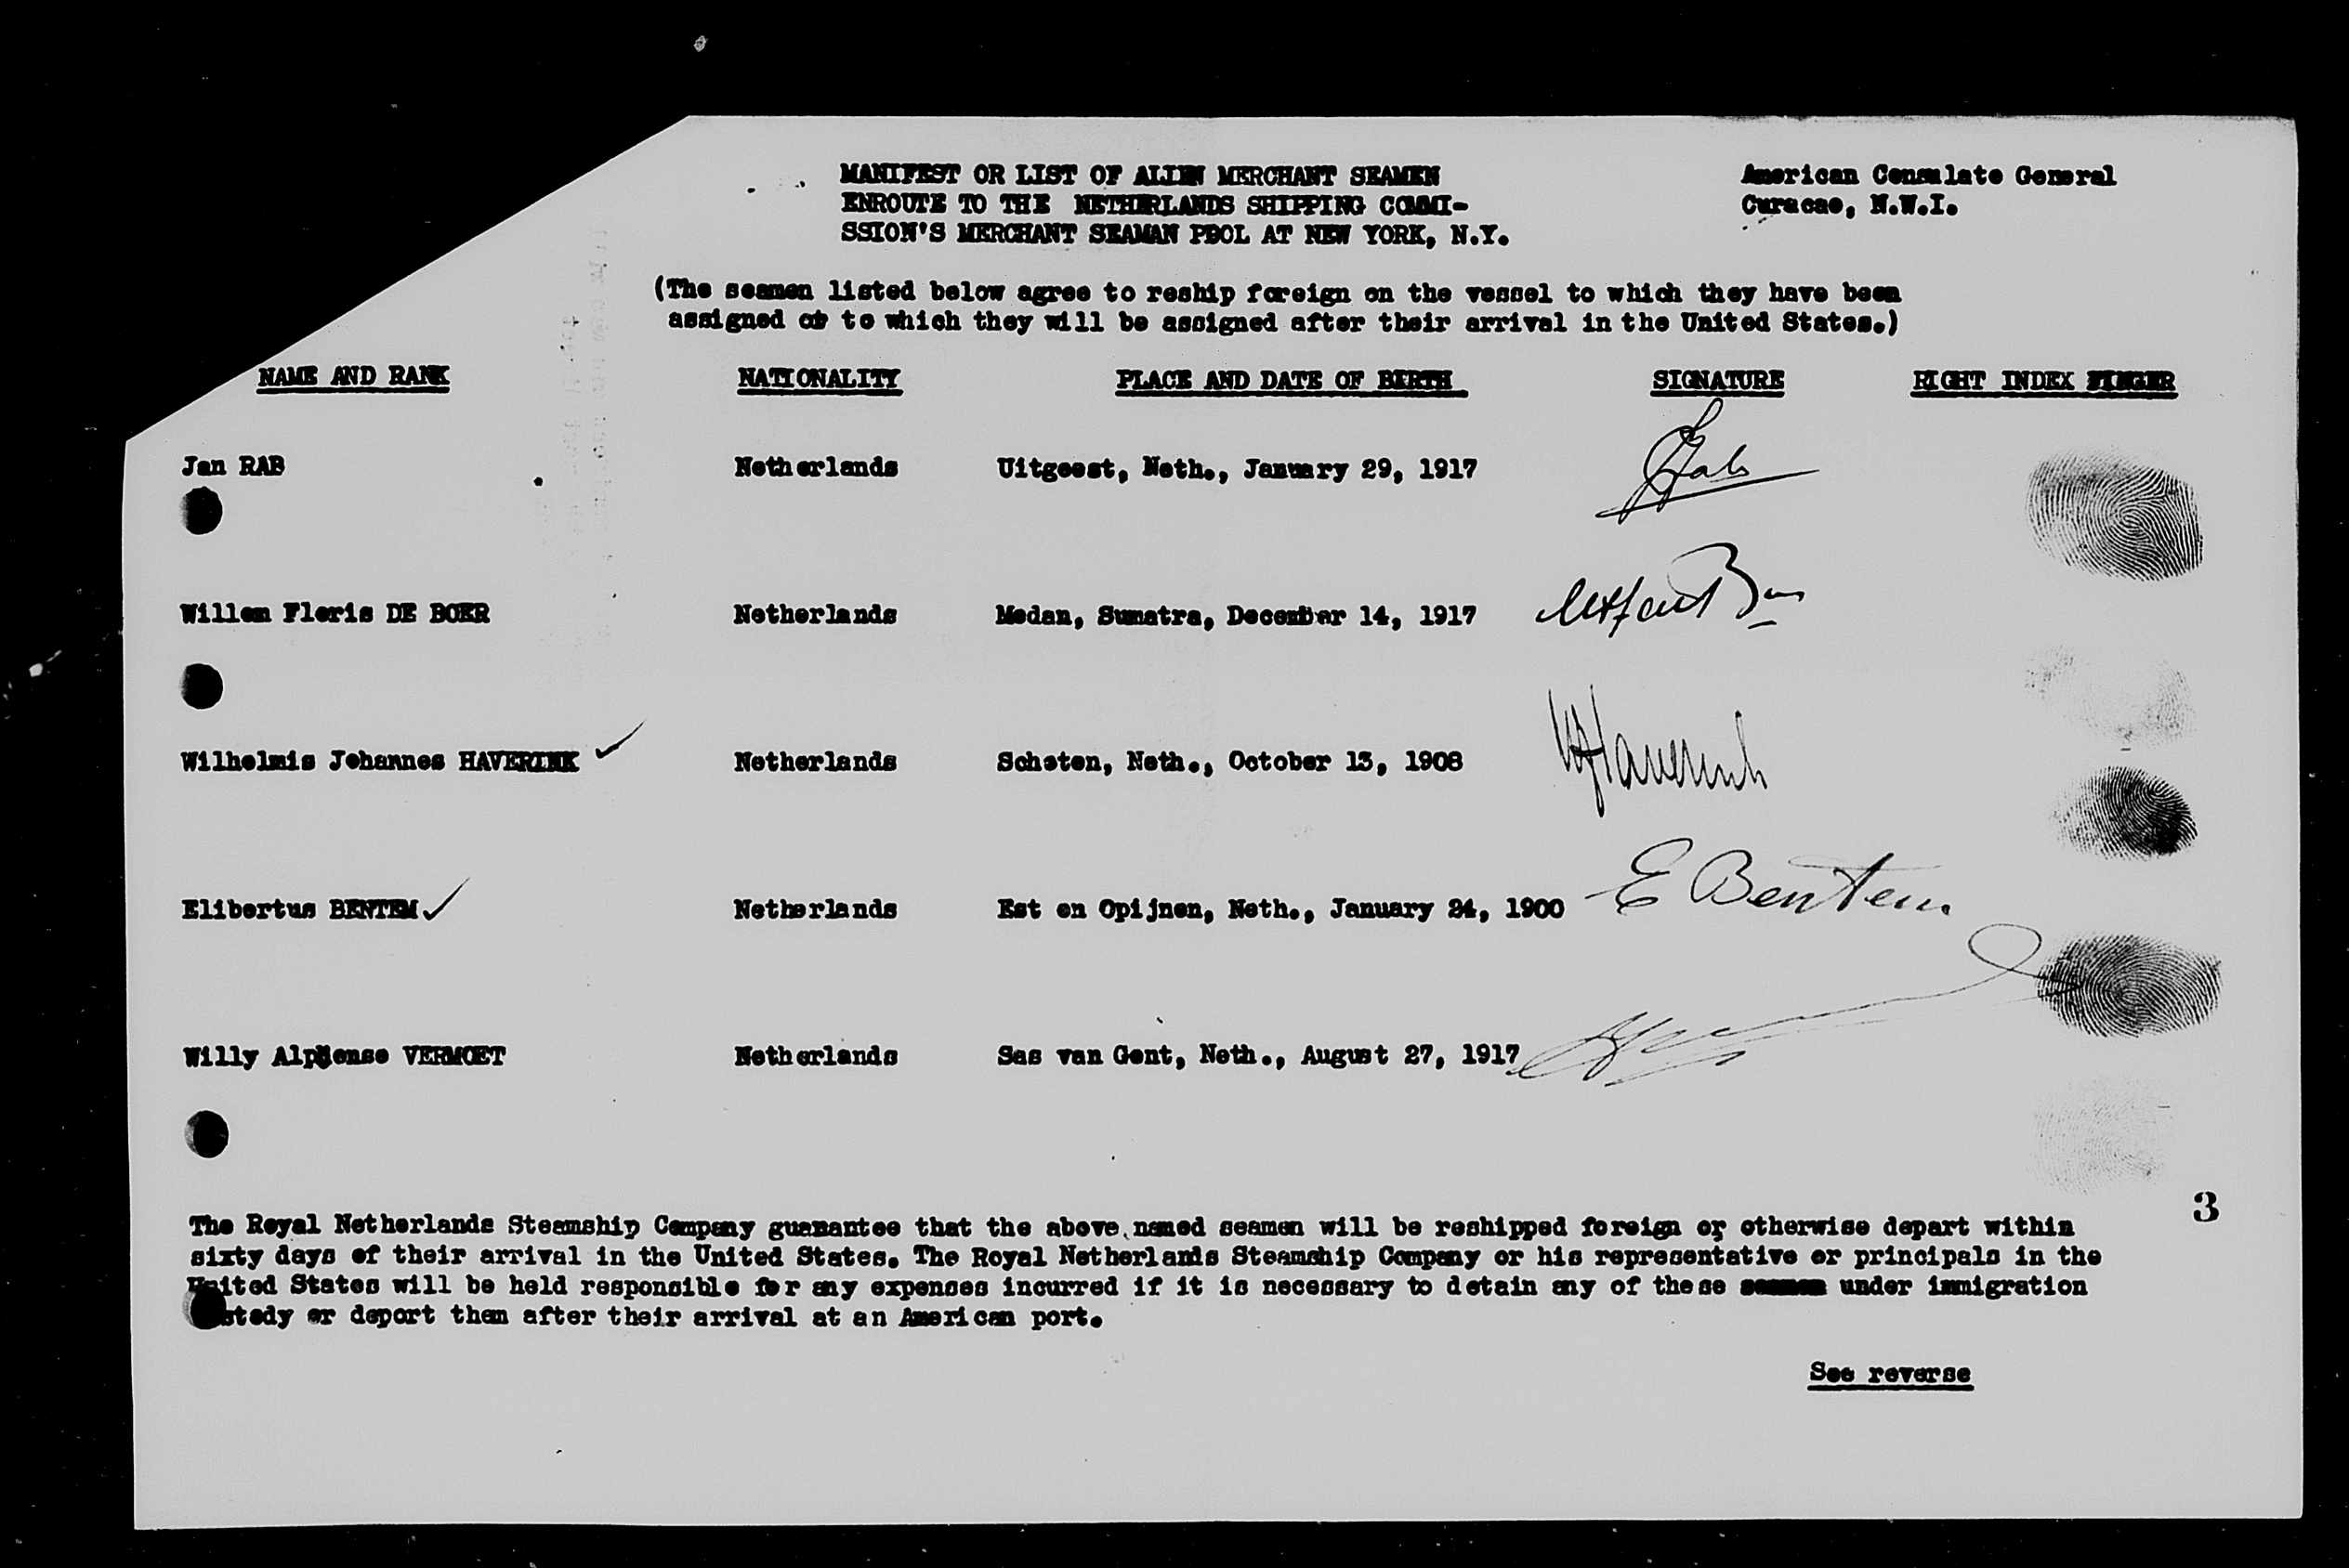 MANIFEST OR LIST OF ALIEN MERCHANT SEAMEN
ENROUTE TO THE NETHERLANDS SHIPPING COMMI-
SSION'S MERCHANT SEAMAN POOL AT NEW YORK, N.Y.
American Consulate General
Curacao, N.W.I.
(The seamen listed below agree to reship foreign on the vessel to which they have been
assigned or to which they will be assigned after their arrival in the United States.)
NAME AND RANK NATIONALITY PLACE AND DATE OF BIRTH SIGNATURE RIGHT INDEX FINGER
Jan RAB Netherlands Uitgeest, Neth., January 29, 1917
Willem Floris DE BOER Netherlands Medan, Sumatra, December 14, 1917
Wilhelmis Johannes HAVERINK Netherlands Schoten, Neth., October 13, 1908 WJHaverink
Elibertus BENTEM Netherlands Est en Opijnen, Neth., January 24, 1900 E Bentem
Willy Alphonse VERMOET Netherlands Sas van Gent, Neth., August 27, 1917
3
The Royal Netherlands Steamship Company guanantee that the above named seamen will be reshipped foreign or otherwise depart within
sixty days of their arrival in the United States. The Royal Netherlands Steamship Company or his representative or principals in the
United States will be held responsible for any expenses incurred if it is necessary to detain any of these seamen under immigration
stody or deport them after their arrival at an American port.
See reverse